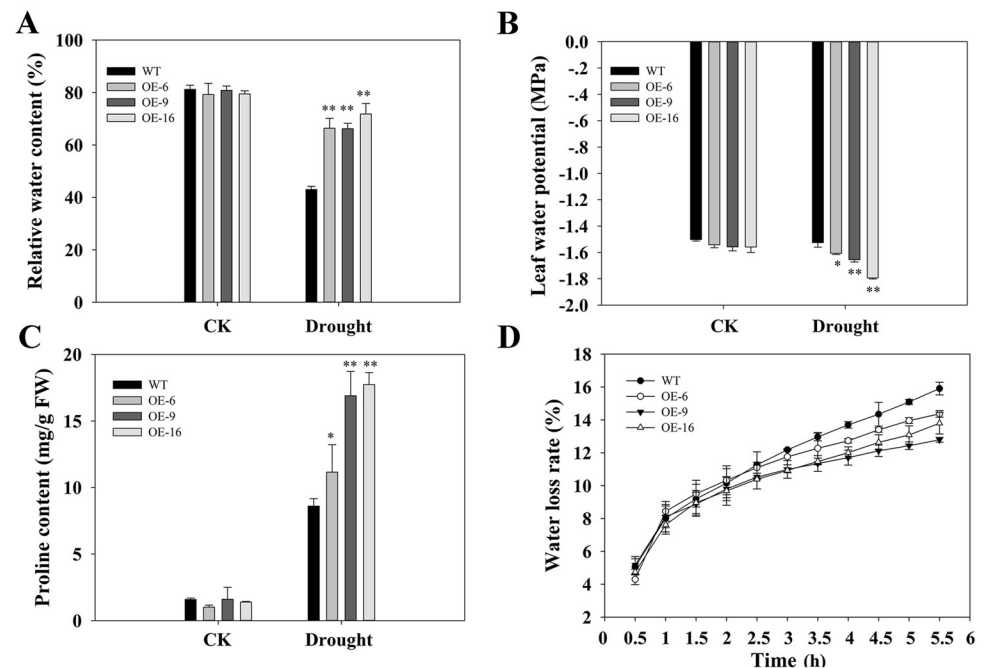 A
Relative water content (%)
100
80
60
40
20
0
WT
OE-6
OE-9
OE-16
** ** **
CK
Drought
B
Leaf water potential (MPa)
0.0
-.2
-.4
-.6
-.8
-1.0
-1.2
-1.4
-1.6
-1.8
-2.0
WT
OE-6
OE-9
OE-16
*
**
**
CK
Drought
C
Proline content (mg/g FW)
20
15
10
5
0
WT
OE-6
OE-9
OE-16
* ** **
CK
Drought
D
Water loss rate (%)
18
16
14
12
10
8
6
4
2
WT
OE-6
OE-9
OE-16
0 0.5 1 1.5 2 2.5 3 3.5 4 4.5 5 5.5 6
Time (h)